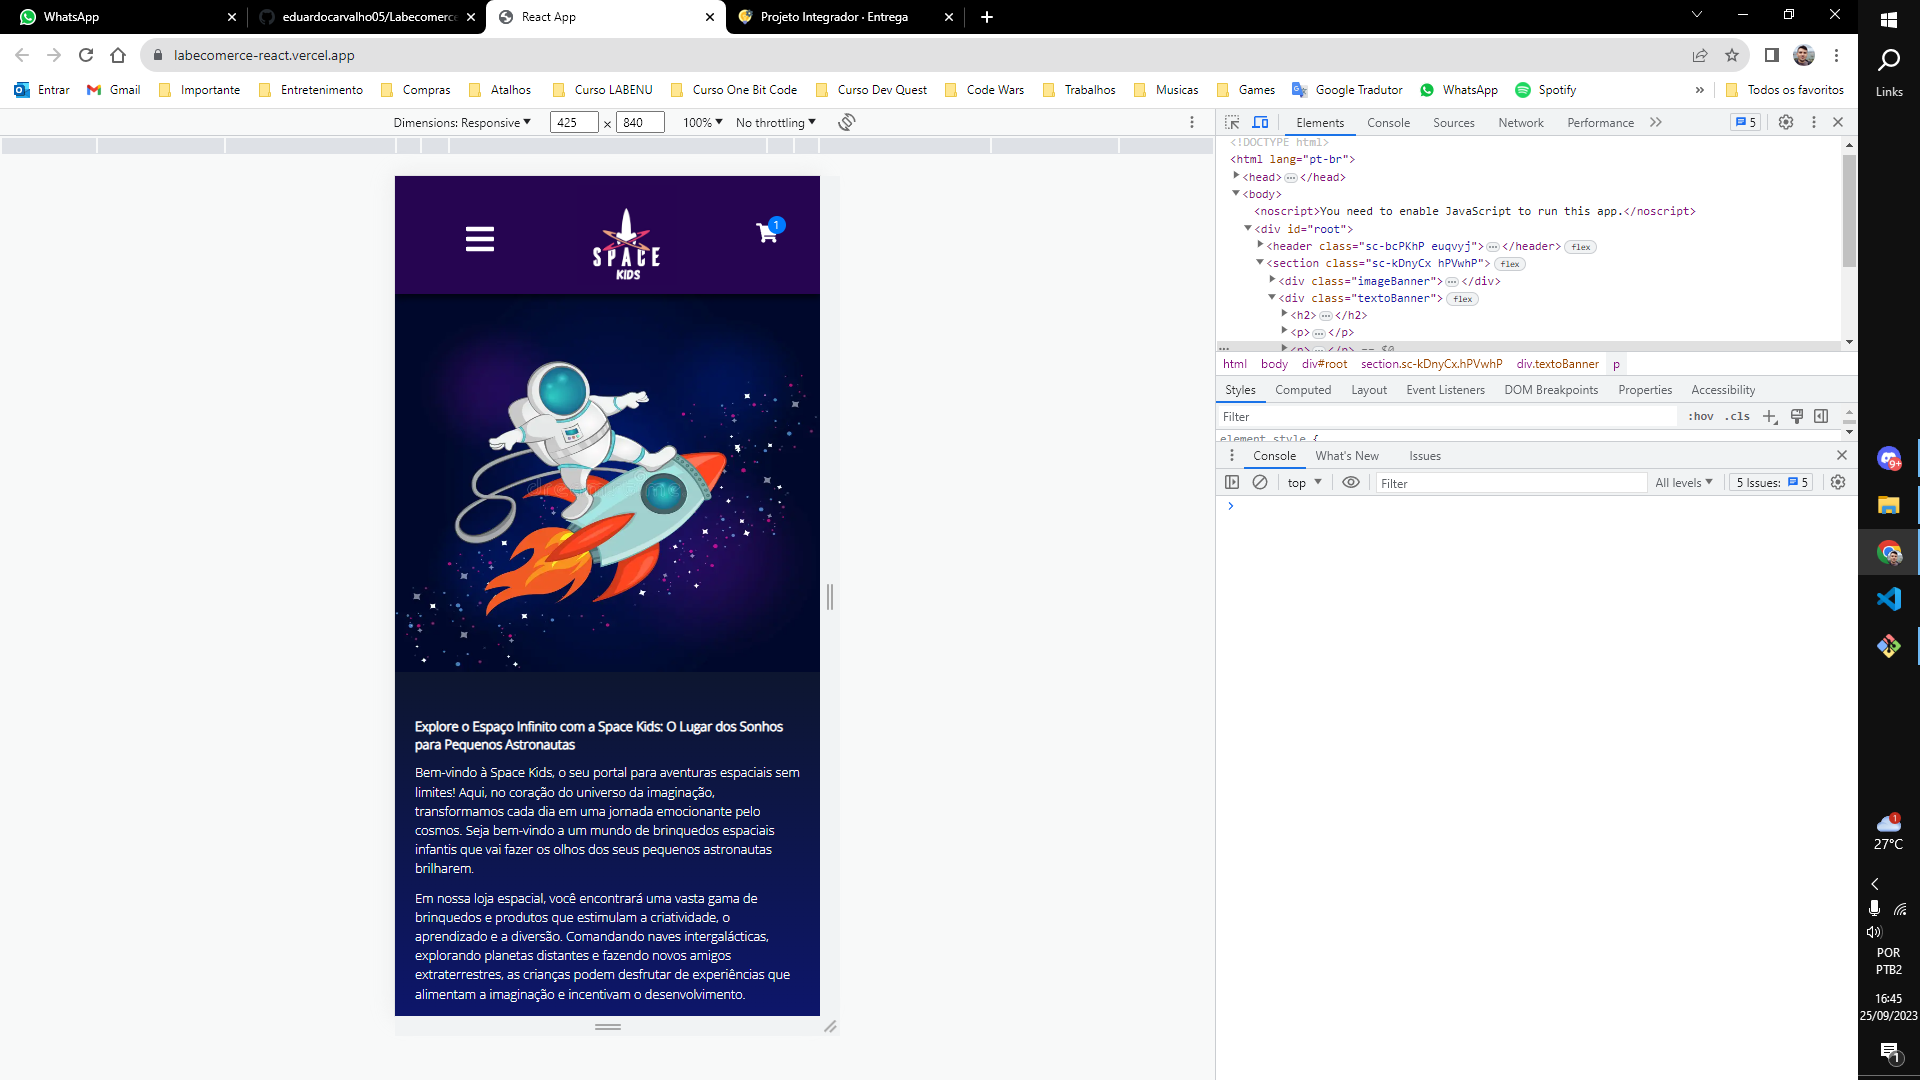 WhatsApp
eduardocarvalho05/Labecomerce
React App
Projeto Integrador · Entrega
labecomerce-react.vercel.app
Entrar
Gmail
Importante
Entretenimento
Compras
Atalhos
Curso LABENU
Curso One Bit Code
Curso Dev Quest
Code Wars
Trabalhos
Musicas
Games
Google Tradutor
WhatsApp
Spotify
»
Todos os favoritos
Links
Dimensions: Responsive
425 × 840
100%
No throttling
Elements
Console
Sources
Network
Performance
5
<!DOCTYPE html>
<html lang="pt-br">
<head>…</head>
<body>
<noscript>You need to enable JavaScript to run this app.</noscript>
<div id="root">
<header class="sc-bcPKhP euqvyj">…</header> flex
<section class="sc-kDnyCx hPVwhP"> flex
<div class="imageBanner">…</div>
<div class="textoBanner"> flex
<h2>…</h2>
<p>…</p>
<p>…</p> == $0
html body div#root section.sc-kDnyCx.hPVwhP div.textoBanner p
Styles
Computed
Layout
Event Listeners
DOM Breakpoints
Properties
Accessibility
Filter
:hov .cls
element.style {
Console
What's New
Issues
top
Filter
All levels
5 Issues: 5
1
SPACE
KIDS
dreamstime
Explore o Espaço Infinito com a Space Kids: O Lugar dos Sonhos
para Pequenos Astronautas
Bem-vindo à Space Kids, o seu portal para aventuras espaciais sem
limites! Aqui, no coração do universo da imaginação,
transformamos cada dia em uma jornada emocionante pelo
cosmos. Seja bem-vindo a um mundo de brinquedos espaciais
infantis que vai fazer os olhos dos seus pequenos astronautas
brilharem.
Em nossa loja espacial, você encontrará uma vasta gama de
brinquedos e produtos que estimulam a criatividade, o
aprendizado e a diversão. Comandando naves intergalácticas,
explorando planetas distantes e fazendo novos amigos
extraterrestres, as crianças podem desfrutar de experiências que
alimentam a imaginação e incentivam o desenvolvimento.
9+
1
27°C
POR
PTB2
16:45
25/09/2023
1